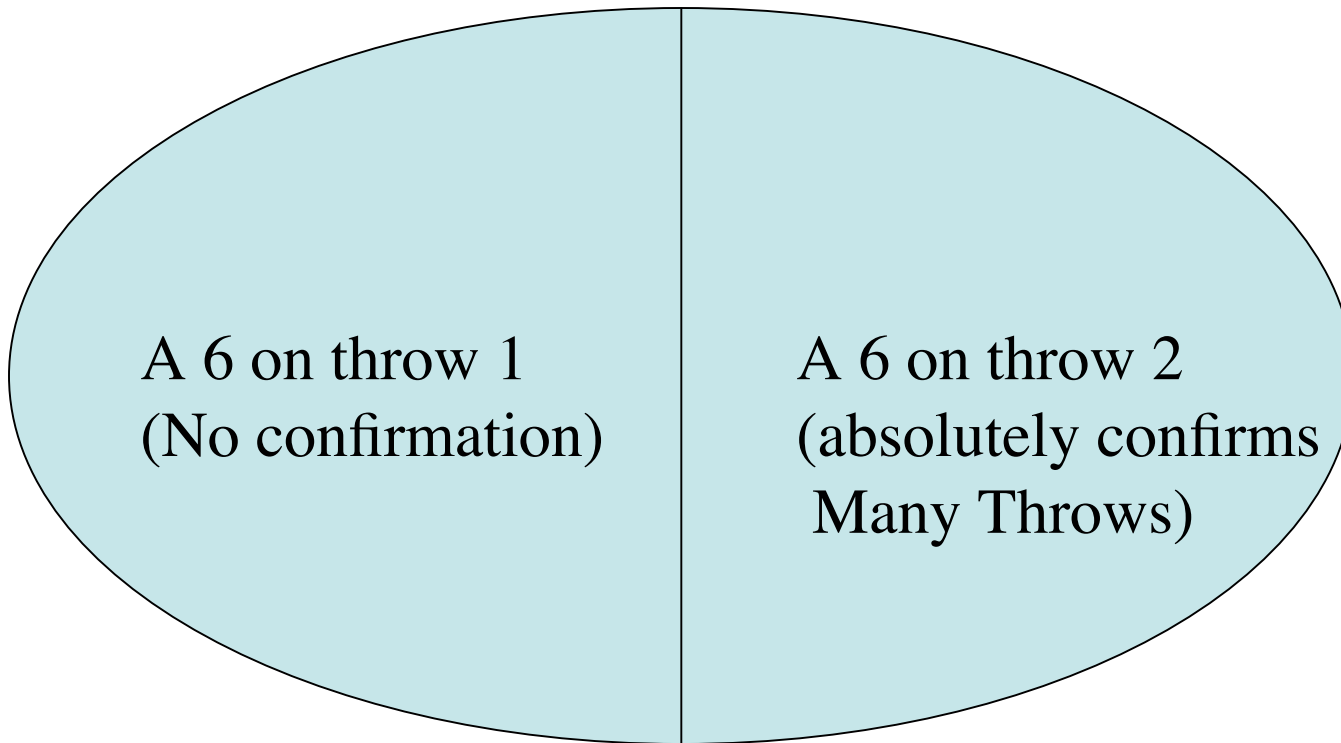 A 6 on throw 1
(No confirmation)
A 6 on throw 2
(absolutely confirms
Many Throws)